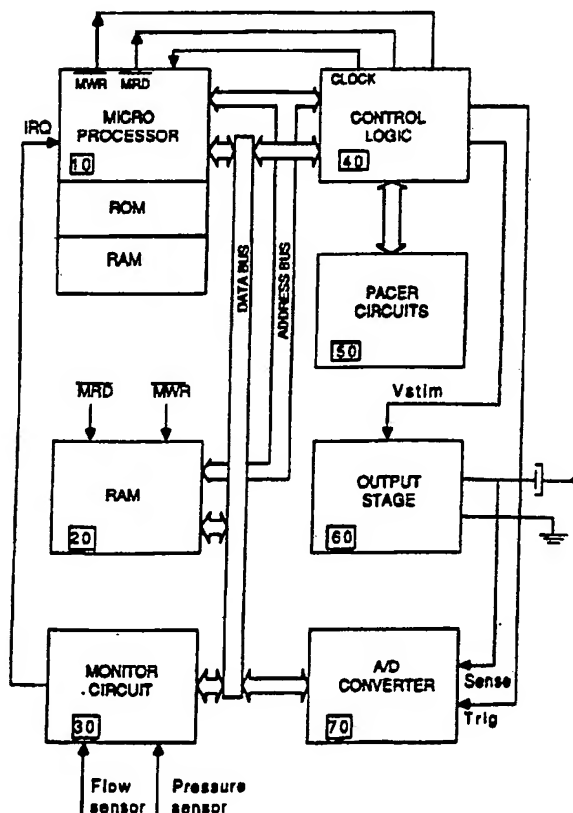 MWR MRD
CLOCK
MICRO
PROCESSOR
10
IRQ
ROM
RAM
CONTROL
LOGIC
40
DATA BUS
ADDRESS BUS
PACER
CIRCUITS
50
Vstim
MRD MWR
RAM
20
OUTPUT
STAGE
60
MONITOR
CIRCUIT
30
A/D
CONVERTER
70
Sense
Trig
Flow
sensor
Pressure
sensor